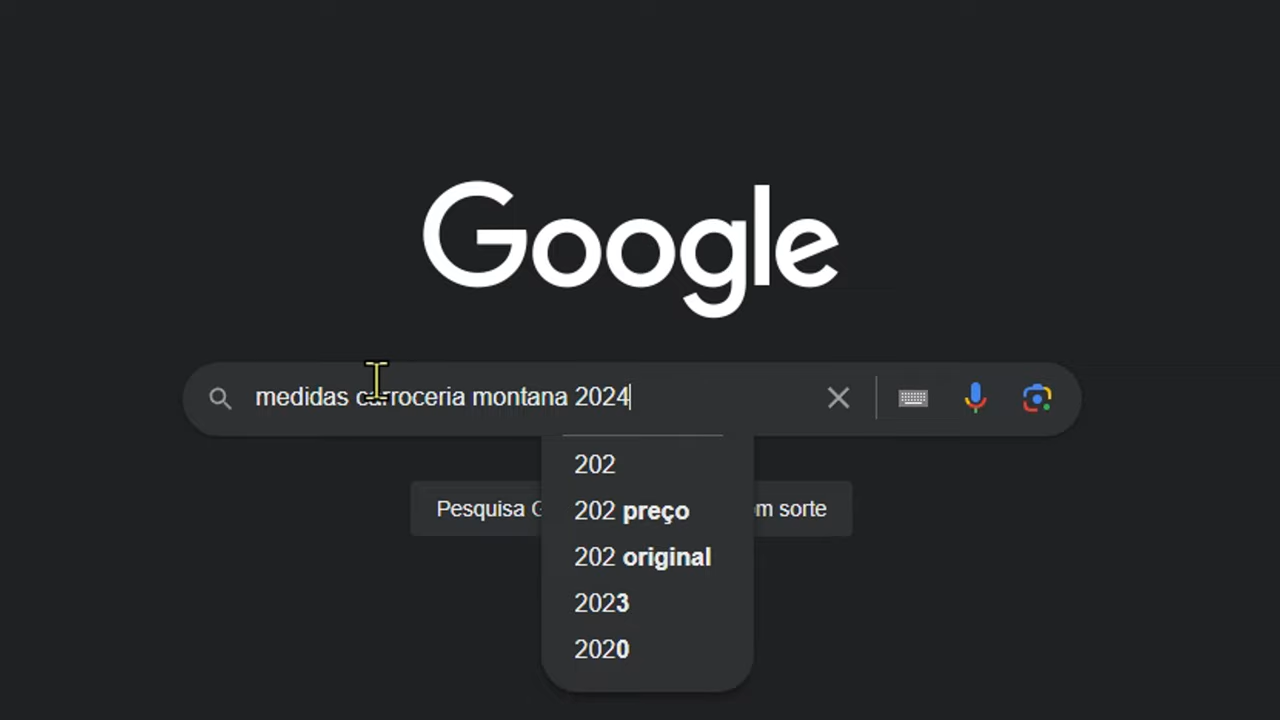 Google
medidas carroceria montana 2024
202
Pesquisa G
m sorte
202 preço
202 original
2023
2020